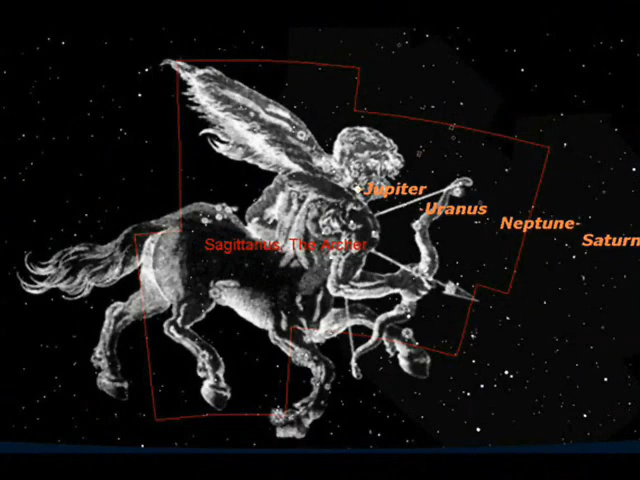 Jupiter
Uranus
Neptune
Saturn
Sagittarius, The Archer